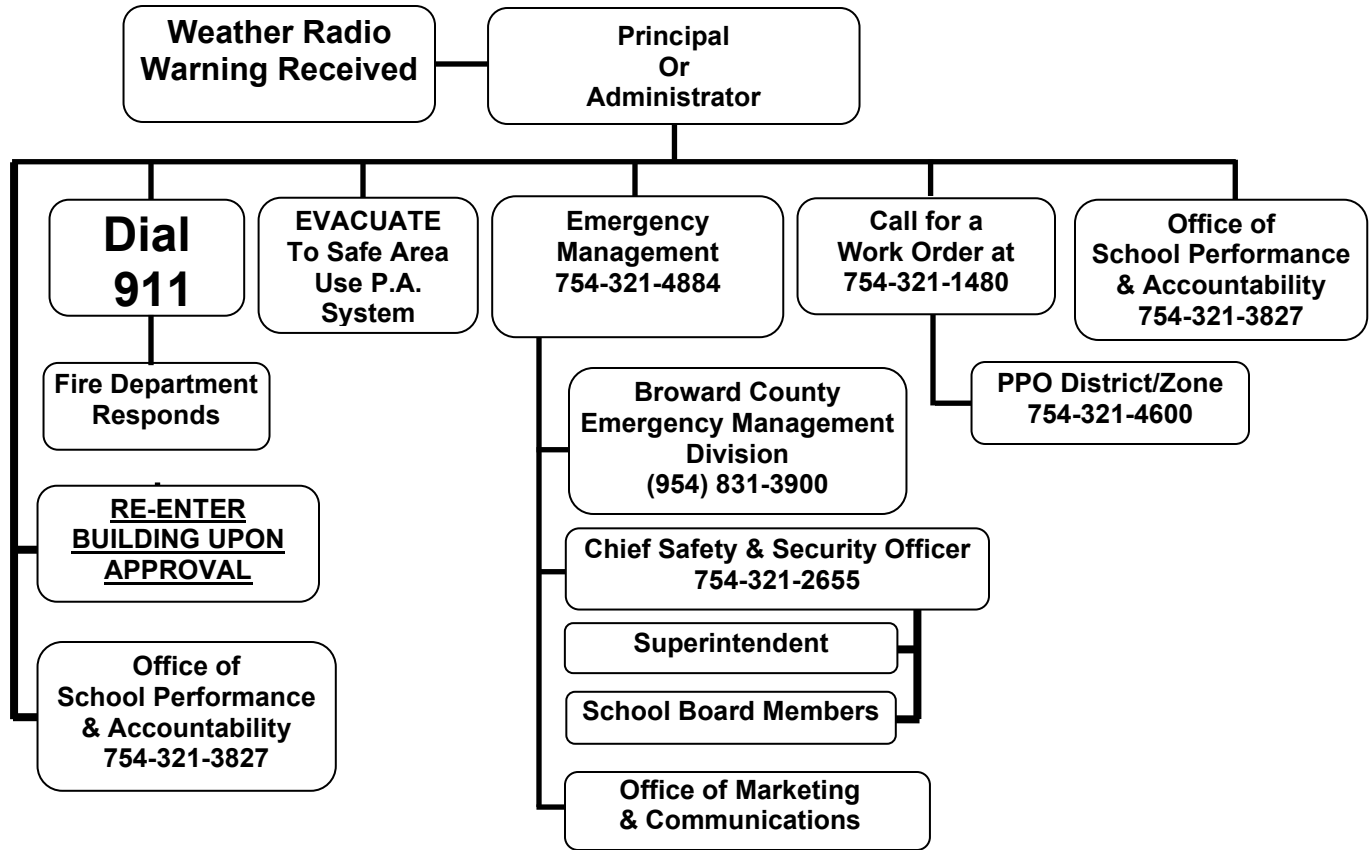 Weather Radio
Warning Received
Principal
Or
Administrator
Dial
911
EVACUATE
To Safe Area
Use P.A.
System
Emergency
Management
754-321-4884
Call for a
Work Order at
754-321-1480
Office of
School Performance
& Accountability
754-321-3827
Fire Department
Responds
Broward County
Emergency Management
Division
(954) 831-3900
PPO District/Zone
754-321-4600
RE-ENTER
BUILDING UPON
APPROVAL
Chief Safety & Security Officer
754-321-2655
Superintendent
School Board Members
Office of
School Performance
& Accountability
754-321-3827
Office of Marketing
& Communications